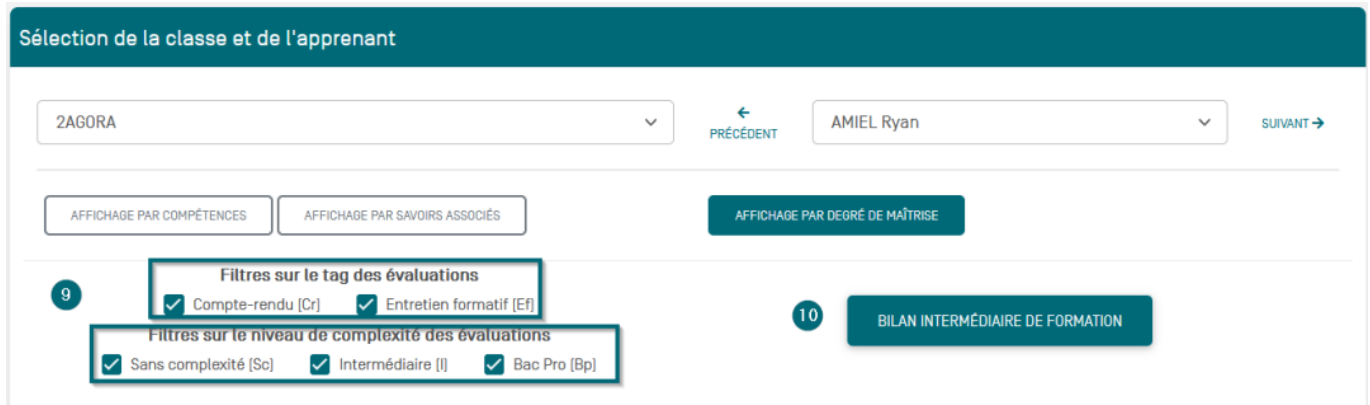 Sélection de la classe et de l'apprenant
2AGORA
PRÉCÉDENT
AMIEL Ryan
SUIVANT
AFFICHAGE PAR COMPÉTENCES
AFFICHAGE PAR SAVOIRS ASSOCIÉS
AFFICHAGE PAR DEGRÉ DE MAÎTRISE
9
Filtres sur le tag des évaluations
Compte-rendu [Cr] Entretien formatif [Ef]
Filtres sur le niveau de complexité des évaluations
Sans complexité [Sc] Intermédiaire [I] Bac Pro [Bp]
10
BILAN INTERMÉDIAIRE DE FORMATION